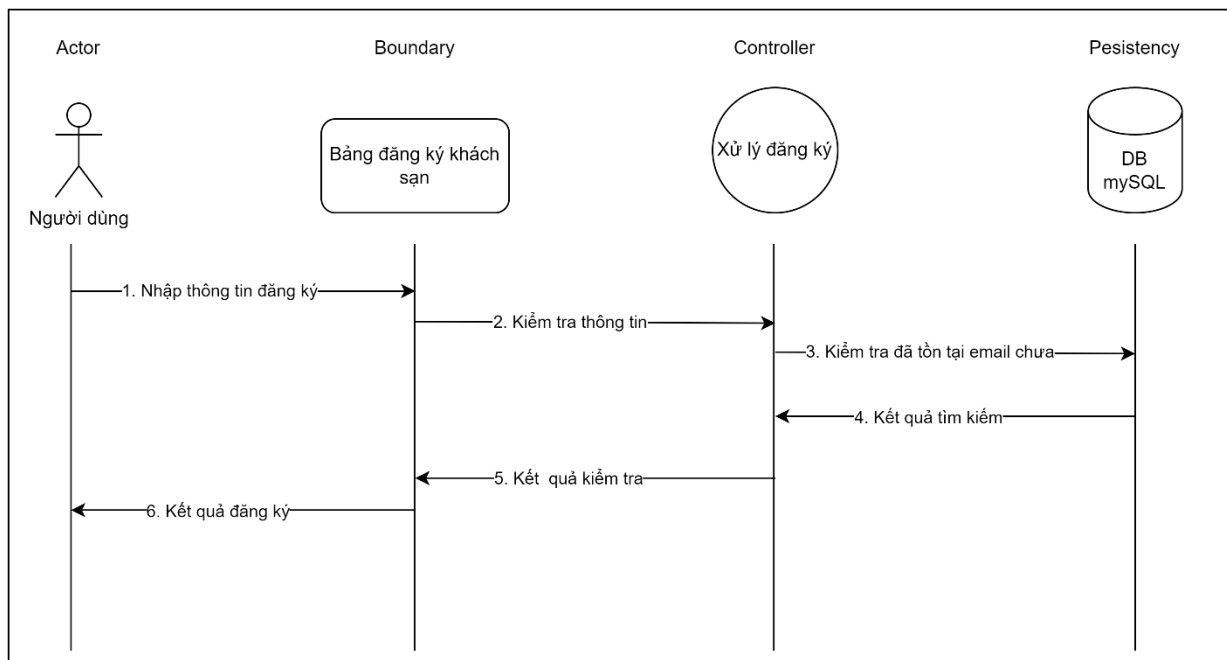 Actor
Boundary
Controller
Pesistency
Người dùng
Bảng đăng ký khách
sạn
Xử lý đăng ký
DB
mySQL
1. Nhập thông tin đăng ký
2. Kiểm tra thông tin
3. Kiểm tra đã tồn tại email chưa
4. Kết quả tìm kiếm
5. Kết  quả kiểm tra
6. Kết quả đăng ký